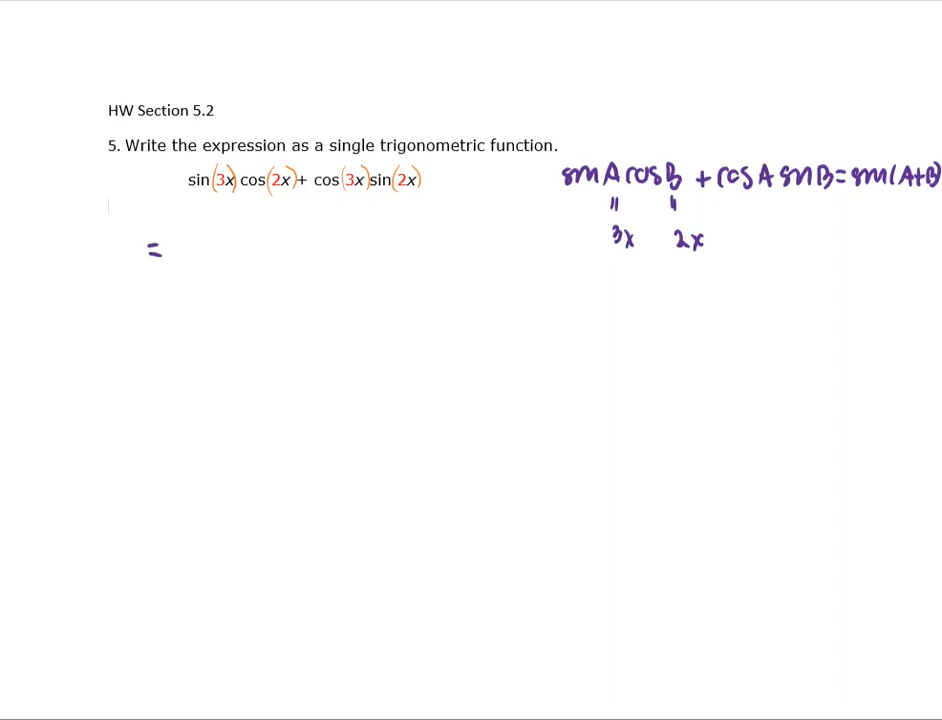 HW Section 5.2
5. Write the expression as a single trigonometric function.
sin(3x) cos(2x)+ cos(3x)sin(2x)
sin A cos B + cos A sin B = sin(A+B)
" "
3x 2x
=